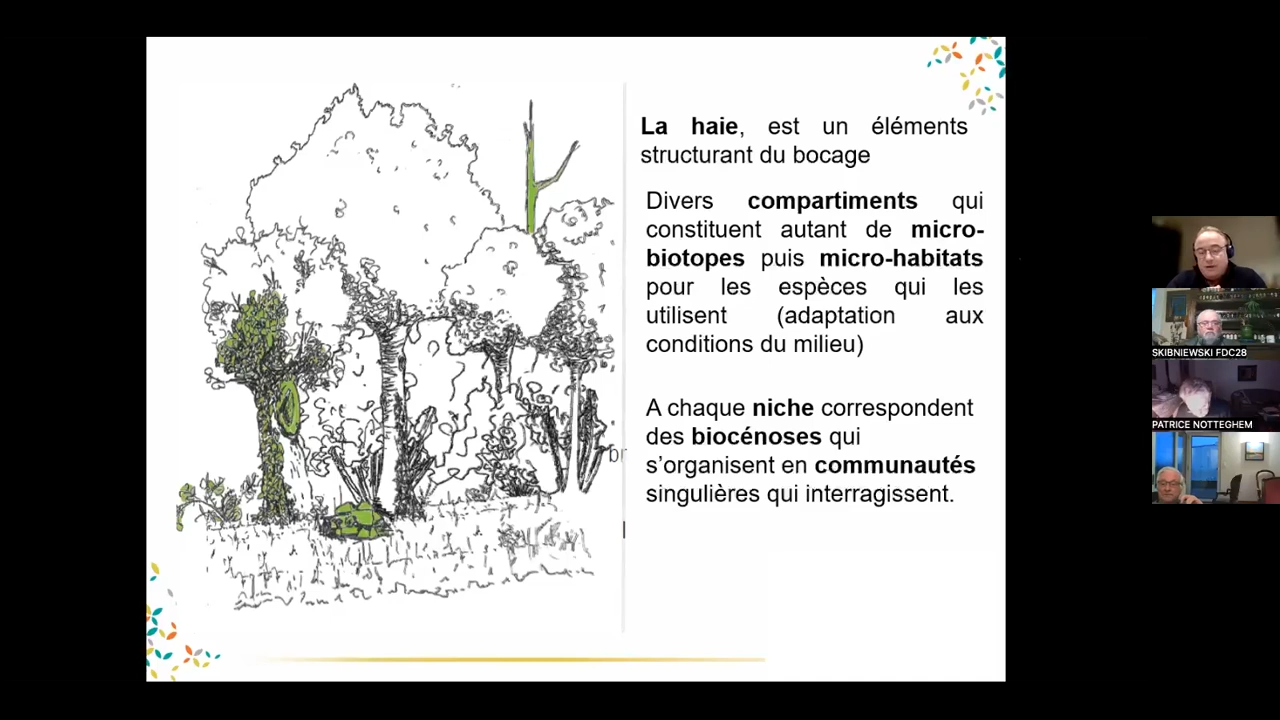 La haie, est un éléments
structurant du bocage
Divers compartiments qui
constituent autant de micro-
biotopes puis micro-habitats
pour les espèces qui les
utilisent (adaptation aux
conditions du milieu)
A chaque niche correspondent
des biocénoses qui
s'organisent en communautés
singulières qui interragissent.
SKIBNIEWSKI FDC28
PATRICE NOTTEGHEM